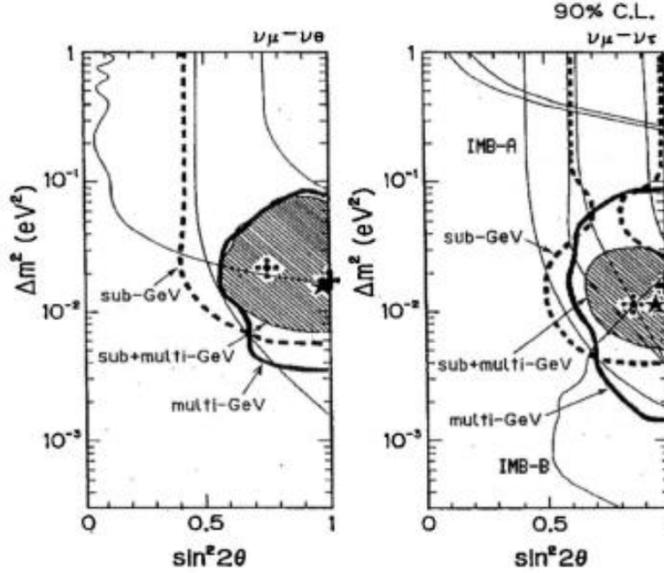 90% C.L.
νμ−νe
νμ−ντ
1
10⁻¹
10⁻²
10⁻³
Δm² (eV²)
sub-GeV
sub+multi-GeV
multi-GeV
0
0.5
1
sin²2θ
1
10⁻¹
10⁻²
10⁻³
Δm² (eV²)
IMB-A
sub-GeV
sub+multi-GeV
multi-GeV
IMB-B
0
0.5
1
sin²2θ